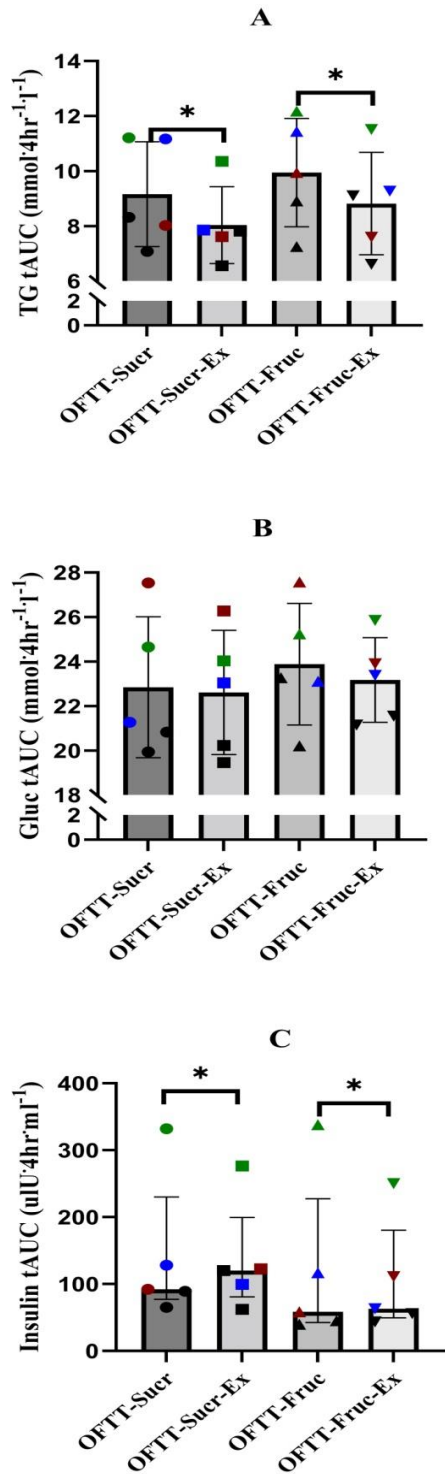 A
TG tAUC (mmol·4hr⁻¹·l⁻¹)
14
12
10
8
6
2
0
*
*
OFTT-Sucr
OFTT-Sucr-Ex
OFTT-Fruc
OFTT-Fruc-Ex
B
Gluc tAUC (mmol·4hr⁻¹·l⁻¹)
28
26
24
22
20
18
2
0
OFTT-Sucr
OFTT-Sucr-Ex
OFTT-Fruc
OFTT-Fruc-Ex
C
Insulin tAUC (uIU·4hr·ml⁻¹)
400
300
200
100
0
*
*
OFTT-Sucr
OFTT-Sucr-Ex
OFTT-Fruc
OFTT-Fruc-Ex